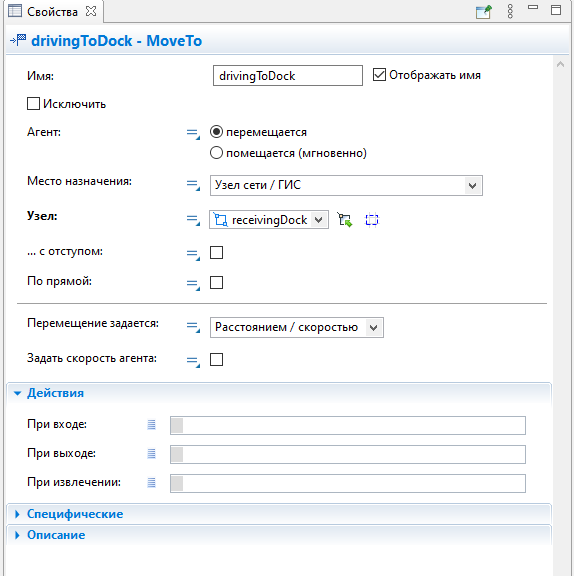 Свойства
drivingToDock - MoveTo
Имя: drivingToDock Отображать имя
Исключить
Агент: перемещается
помещается (мгновенно)
Место назначения: Узел сети / ГИС
Узел: receivingDock
... с отступом:
По прямой:
Перемещение задается: Расстоянием / скоростью
Задать скорость агента:
Действия
При входе:
При выходе:
При извлечении:
Специфические
Описание